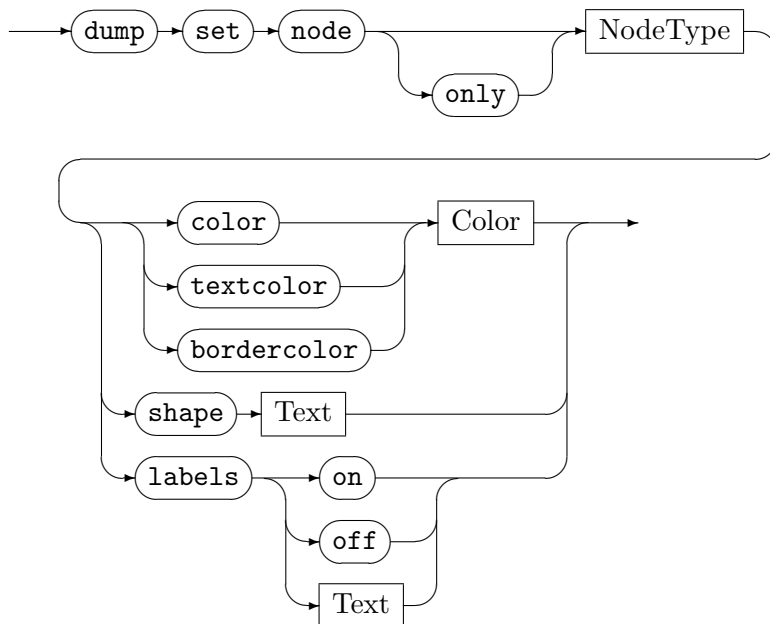 dump set node NodeType
only
color Color
textcolor
bordercolor
shape Text
labels on
off
Text